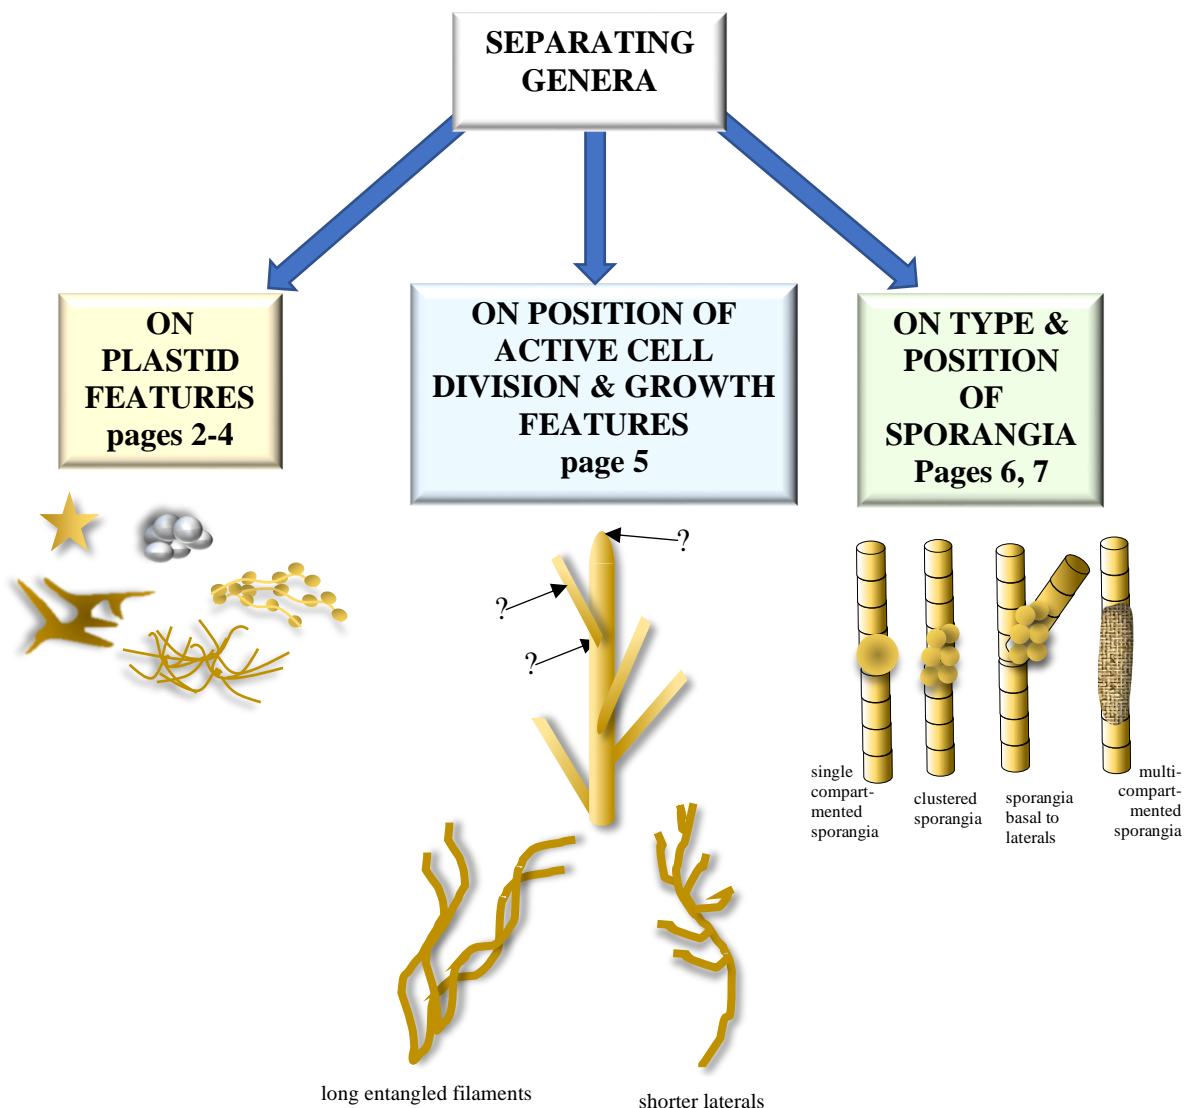 SEPARATING
GENERA
ON
PLASTID
FEATURES
pages 2-4
ON POSITION OF
ACTIVE CELL
DIVISION & GROWTH
FEATURES
page 5
ON TYPE &
POSITION
OF
SPORANGIA
Pages 6, 7
?
?
?
single
compart-
mented
sporangia
clustered
sporangia
sporangia
basal to
laterals
multi-
compart-
mented
sporangia
long entangled filaments
shorter laterals